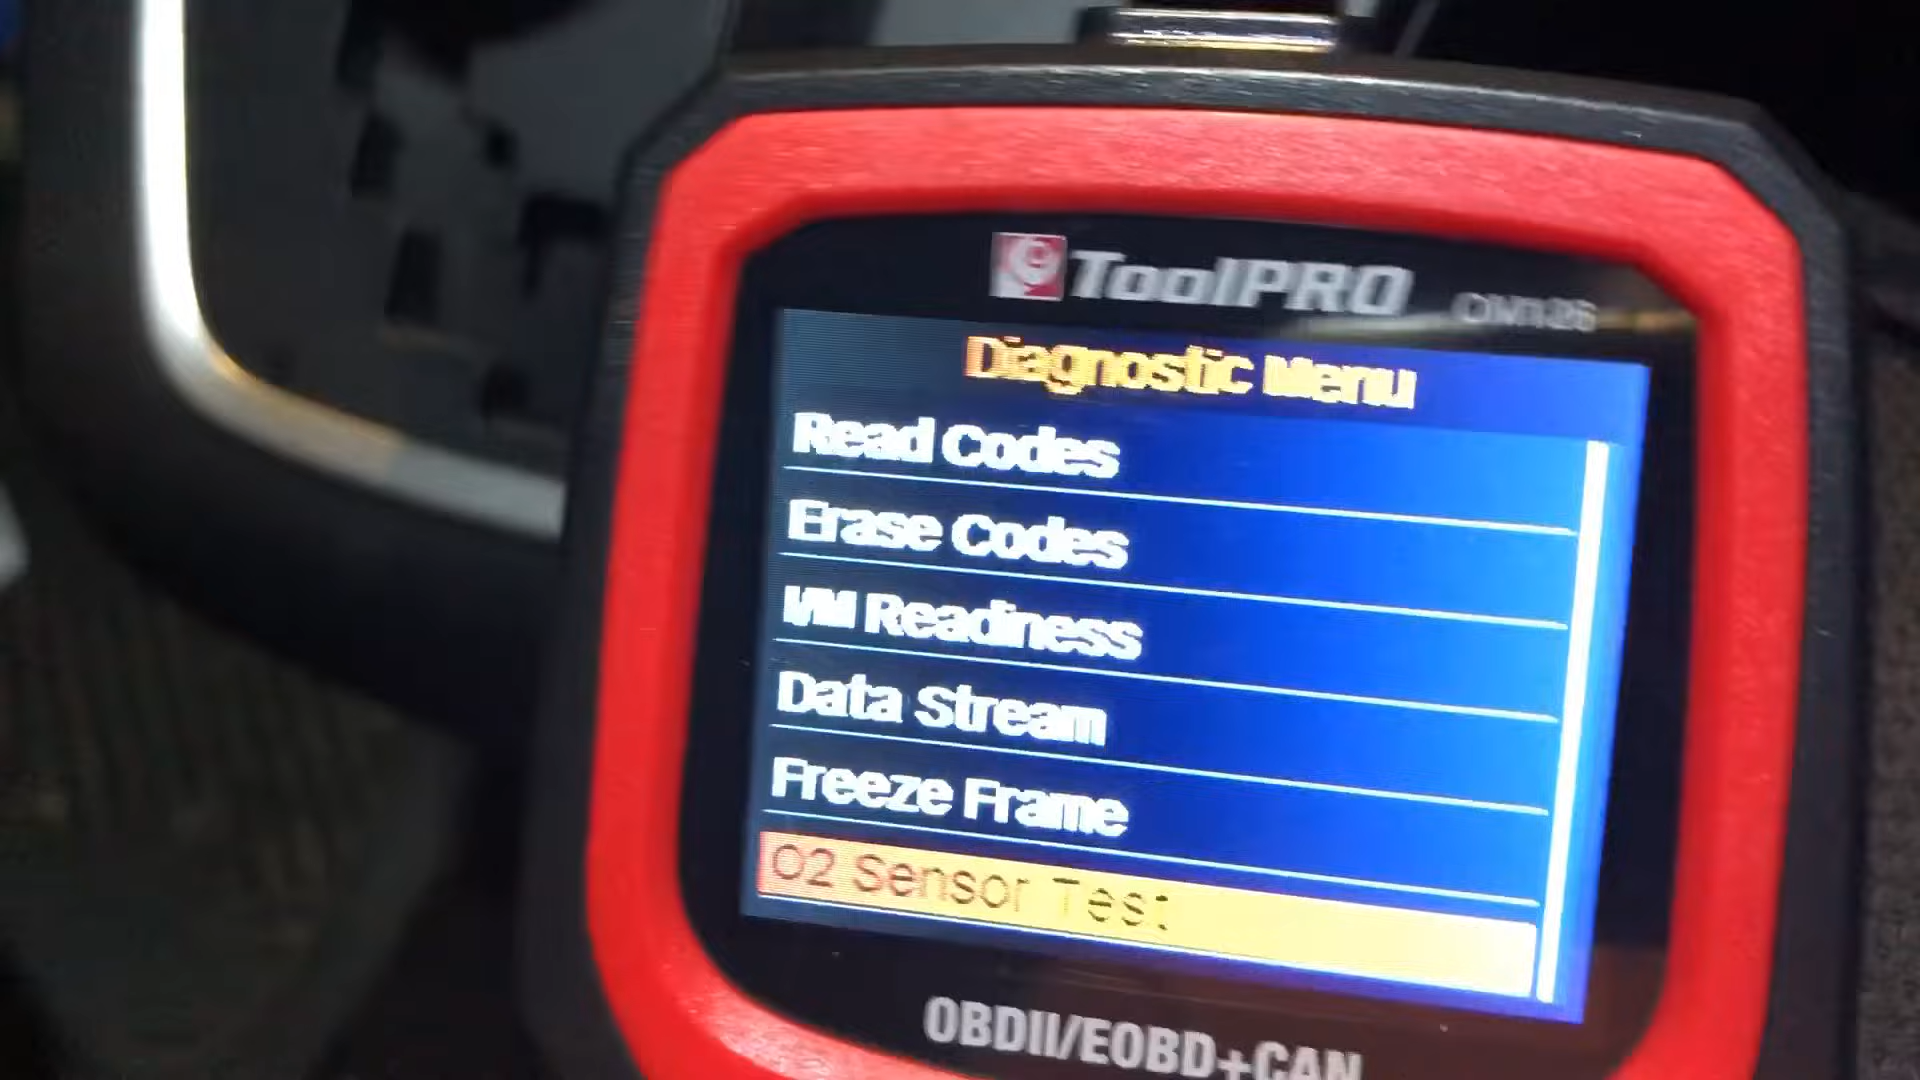 ToolPRO
Diagnostic Menu
Read Codes
Erase Codes
I/M Readiness
Data Stream
Freeze Frame
O2 Sensor Test
OBDII/EOBD+CAN